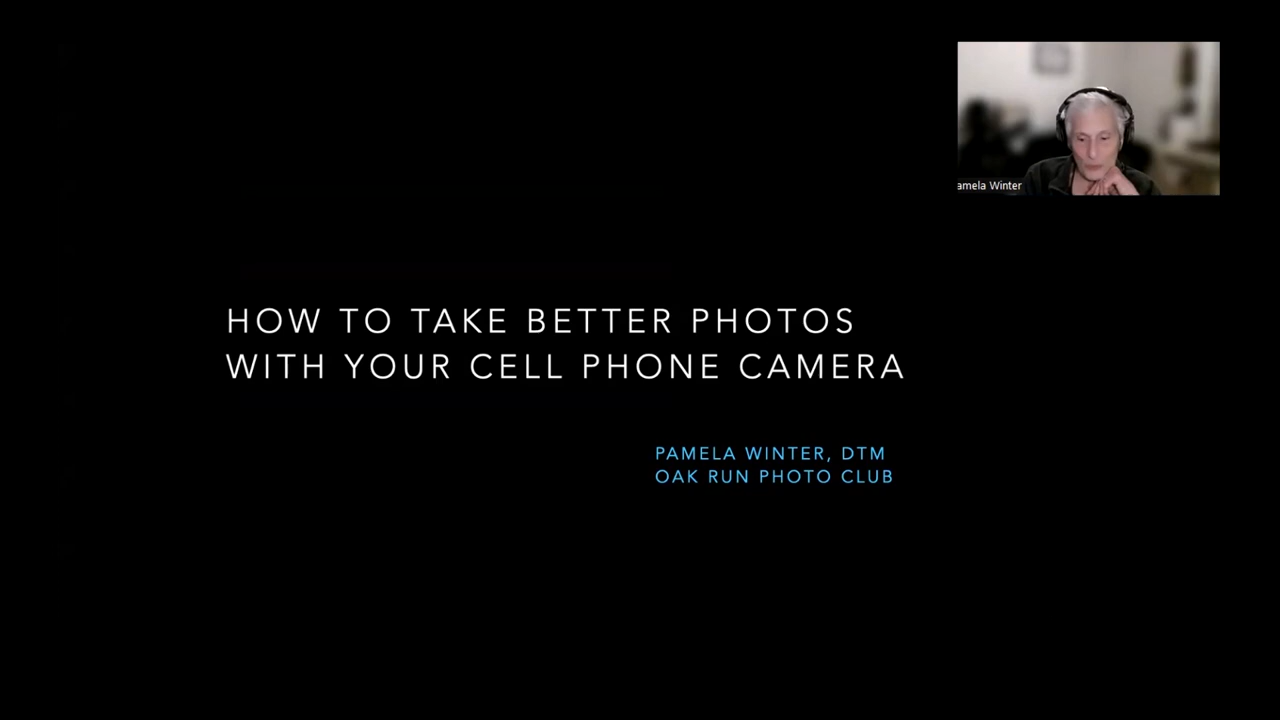 amela Winter
HOW TO TAKE BETTER PHOTOS
WITH YOUR CELL PHONE CAMERA
PAMELA WINTER, DTM
OAK RUN PHOTO CLUB